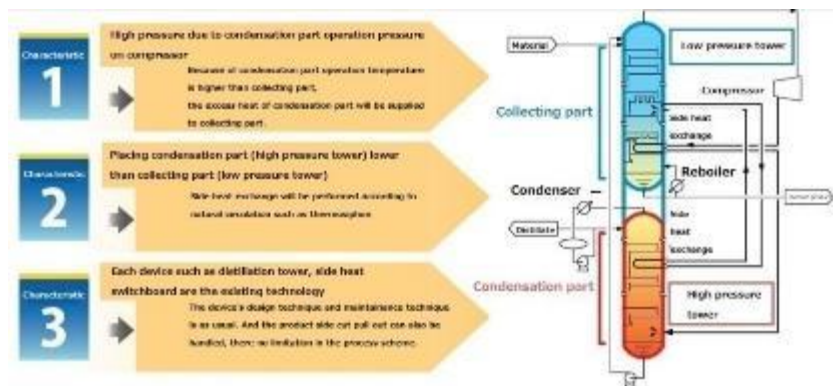 Characteristic
1
High pressure due to condensation part operation pressure
on compressor
Because of condensation part operation temperature
is higher than collecting part,
the excess heat of condensation part will be supplied
to collecting part.
Characteristic
2
Placing condensation part (high pressure tower) lower
than collecting part (low pressure tower)
Side heat exchange will be performed according to
natural circulation such as thermosiphon
Characteristic
3
Each device such as distillation tower, side heat
switchboard are the existing technology
The device's design technique and maintainance technique
is as usual. And the product side cut pull out can also be
handled, there no limitation in the process scheme.
Material
Low pressure tower
Compressor
Collecting part
Side heat
exchange
Reboiler
Condenser
Distillate
Side
heat
exchange
Condensation part
High pressure
tower